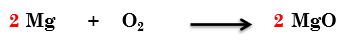 2 Mg + O₂ ⟶ 2 MgO